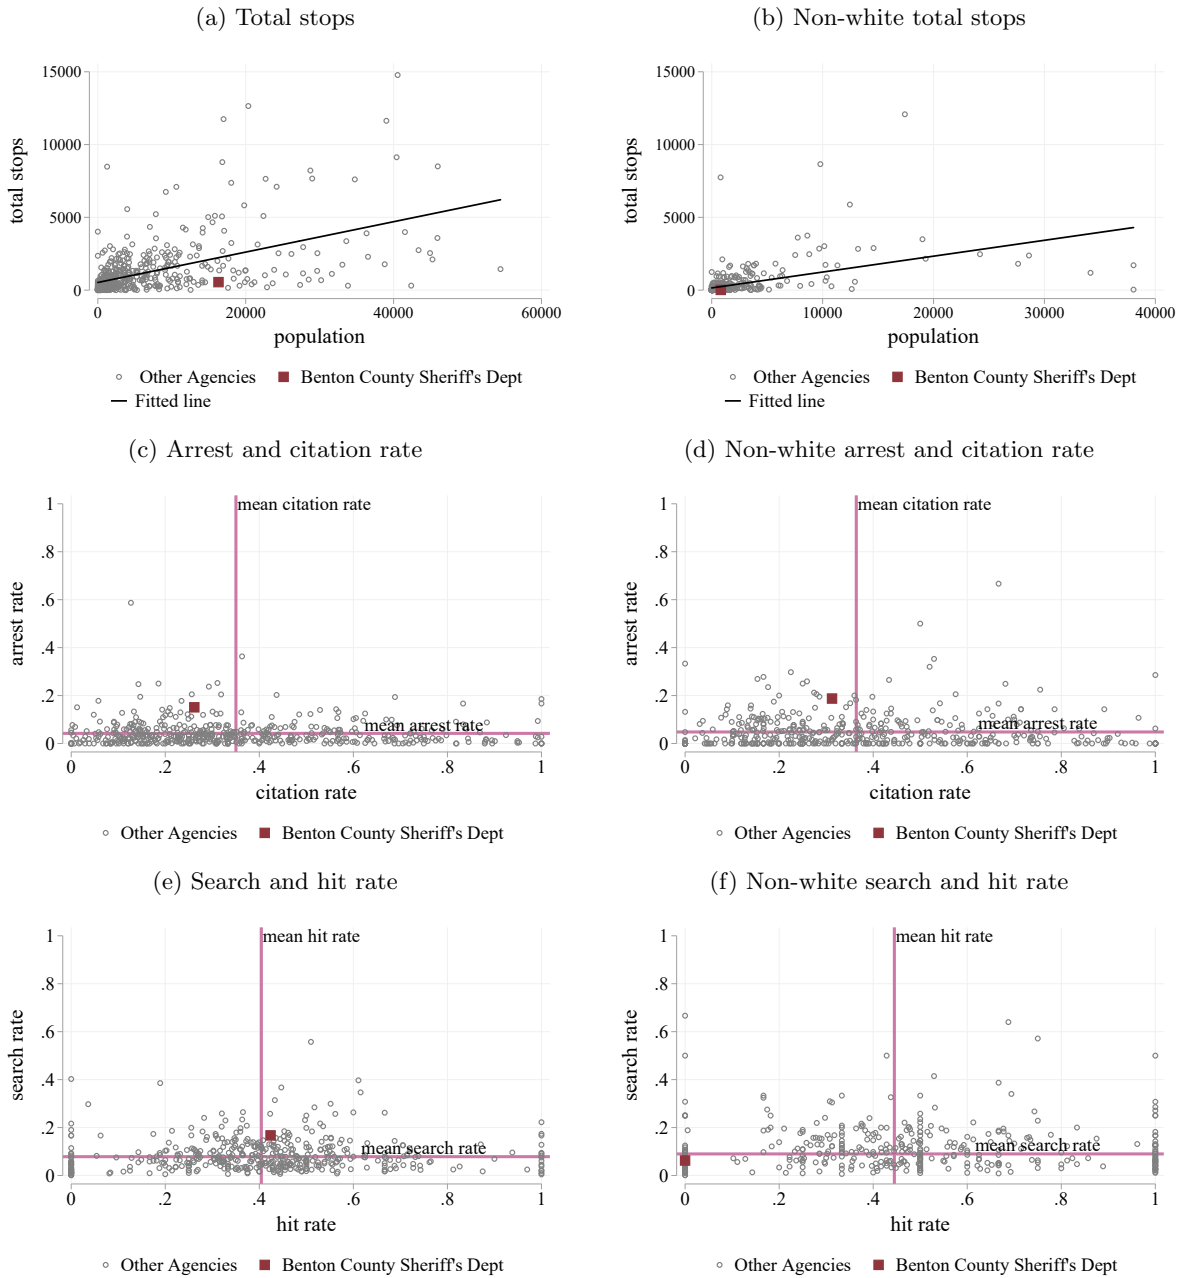 (a) Total stops
15000
10000
5000
0
total stops
0 20000 40000 60000
population
Other Agencies Benton County Sheriff's Dept
Fitted line
(b) Non-white total stops
15000
10000
5000
0
total stops
0 10000 20000 30000 40000
population
Other Agencies Benton County Sheriff's Dept
Fitted line
(c) Arrest and citation rate
mean citation rate
1
.8
.6
.4
.2
0
arrest rate
mean arrest rate
0 .2 .4 .6 .8 1
citation rate
Other Agencies Benton County Sheriff's Dept
(d) Non-white arrest and citation rate
mean citation rate
1
.8
.6
.4
.2
0
arrest rate
mean arrest rate
0 .2 .4 .6 .8 1
citation rate
Other Agencies Benton County Sheriff's Dept
(e) Search and hit rate
mean hit rate
1
.8
.6
.4
.2
0
search rate
mean search rate
0 .2 .4 .6 .8 1
hit rate
Other Agencies Benton County Sheriff's Dept
(f) Non-white search and hit rate
mean hit rate
1
.8
.6
.4
.2
0
search rate
mean search rate
0 .2 .4 .6 .8 1
hit rate
Other Agencies Benton County Sheriff's Dept